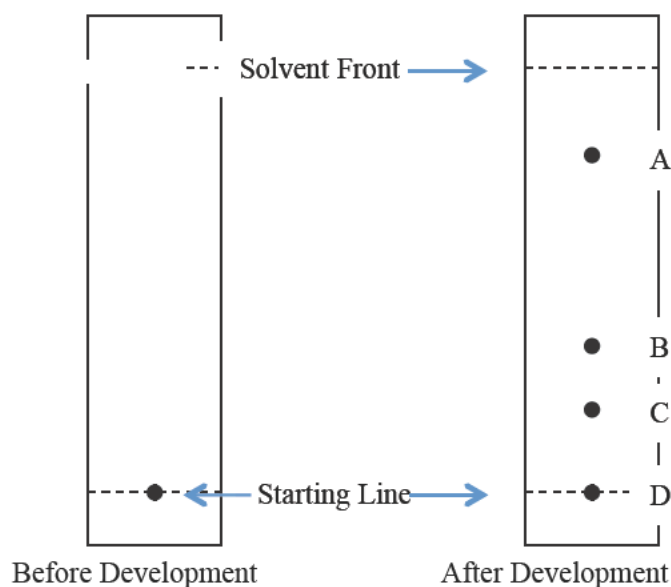 Solvent Front
A
B
C
Starting Line
D
Before Development
After Development